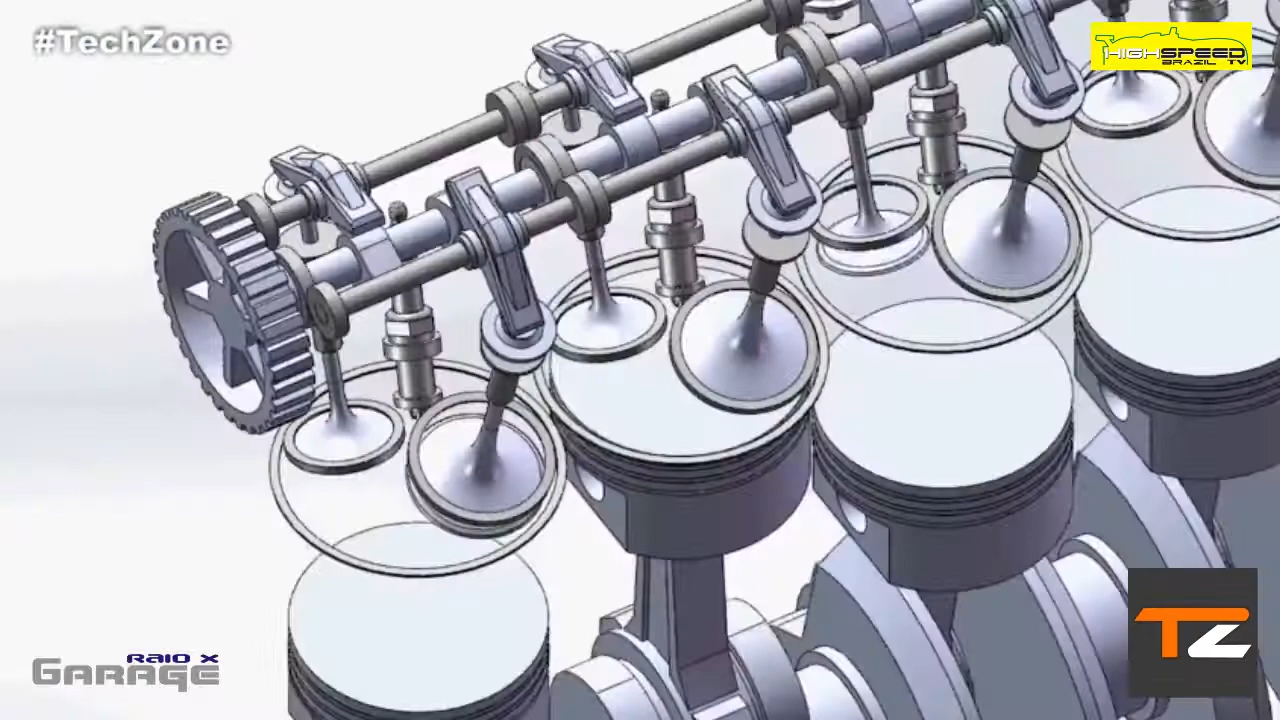 #TechZone
HIGHSPEED
BRAZIL TV
RAIO X
GARAGE
TZ